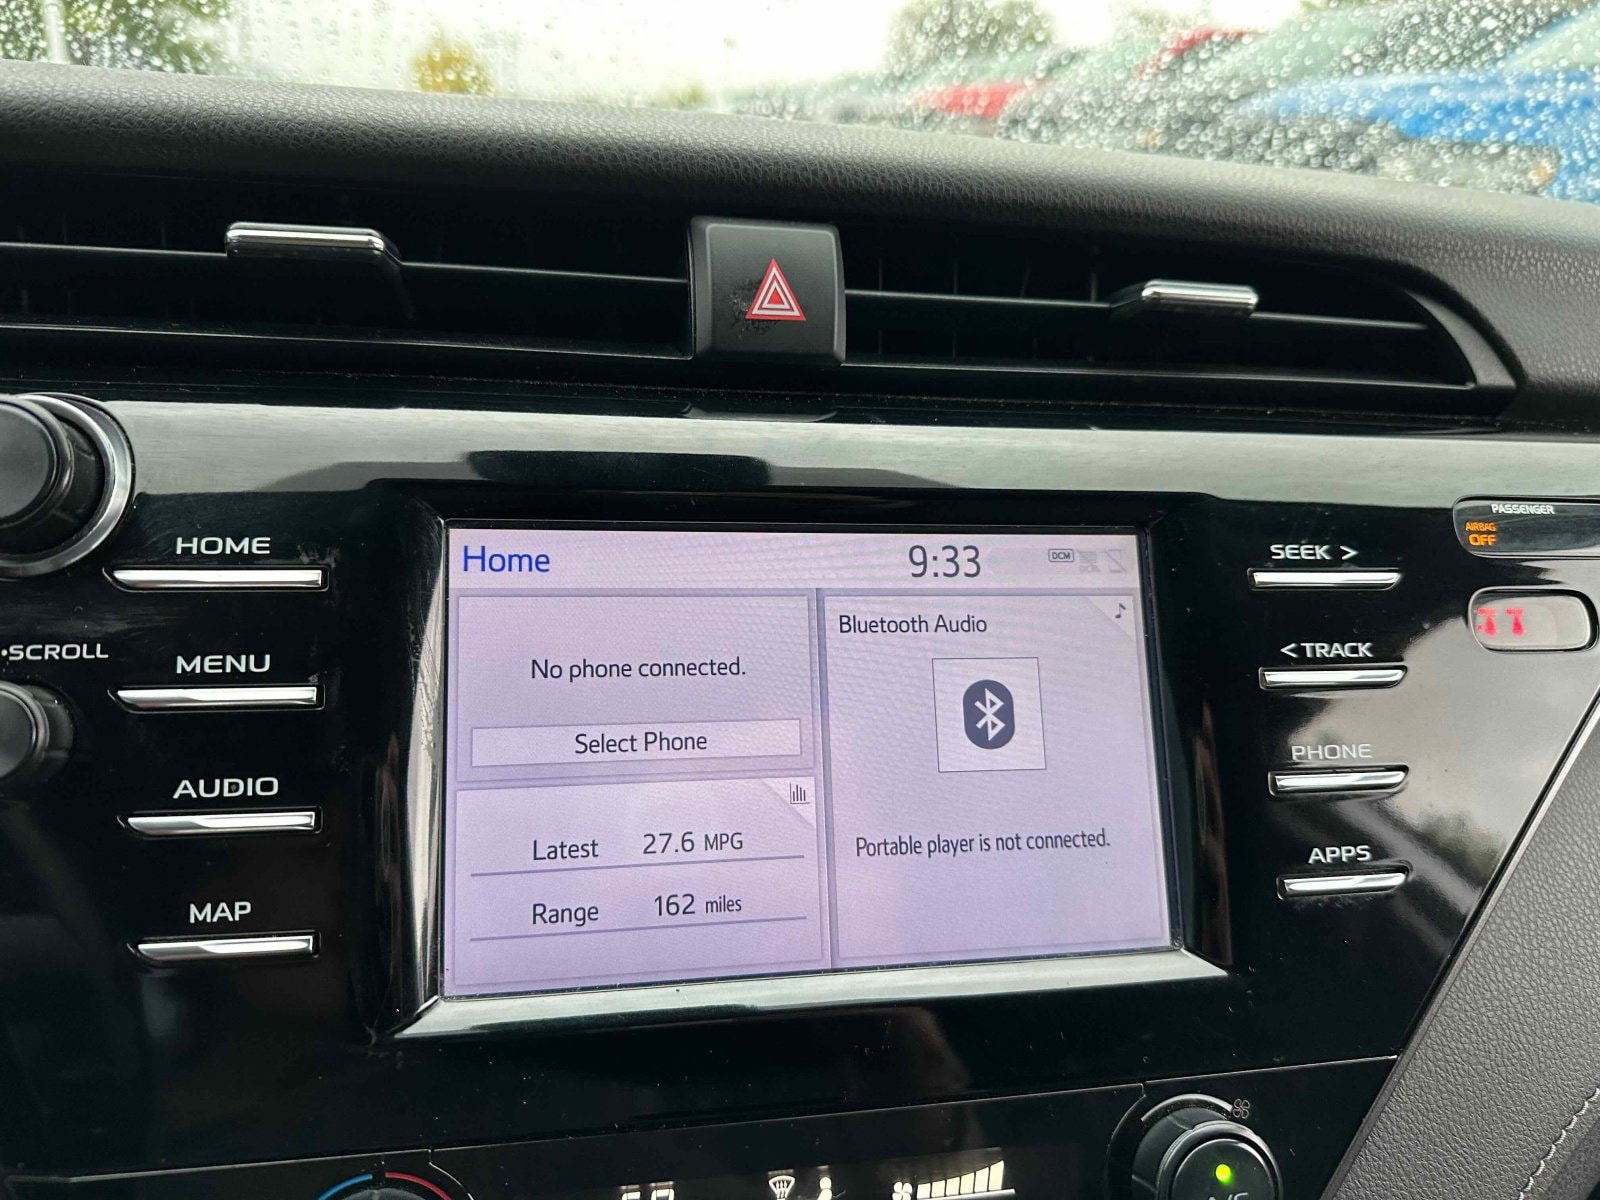 PASSENGER
AIRBAG
OFF
HOME
•SCROLL
MENU
AUDIO
MAP
Home
9:33
DCM
No phone connected.
Select Phone
Latest 27.6 MPG
Range 162 miles
Bluetooth Audio
Portable player is not connected.
SEEK >
< TRACK
PHONE
APPS